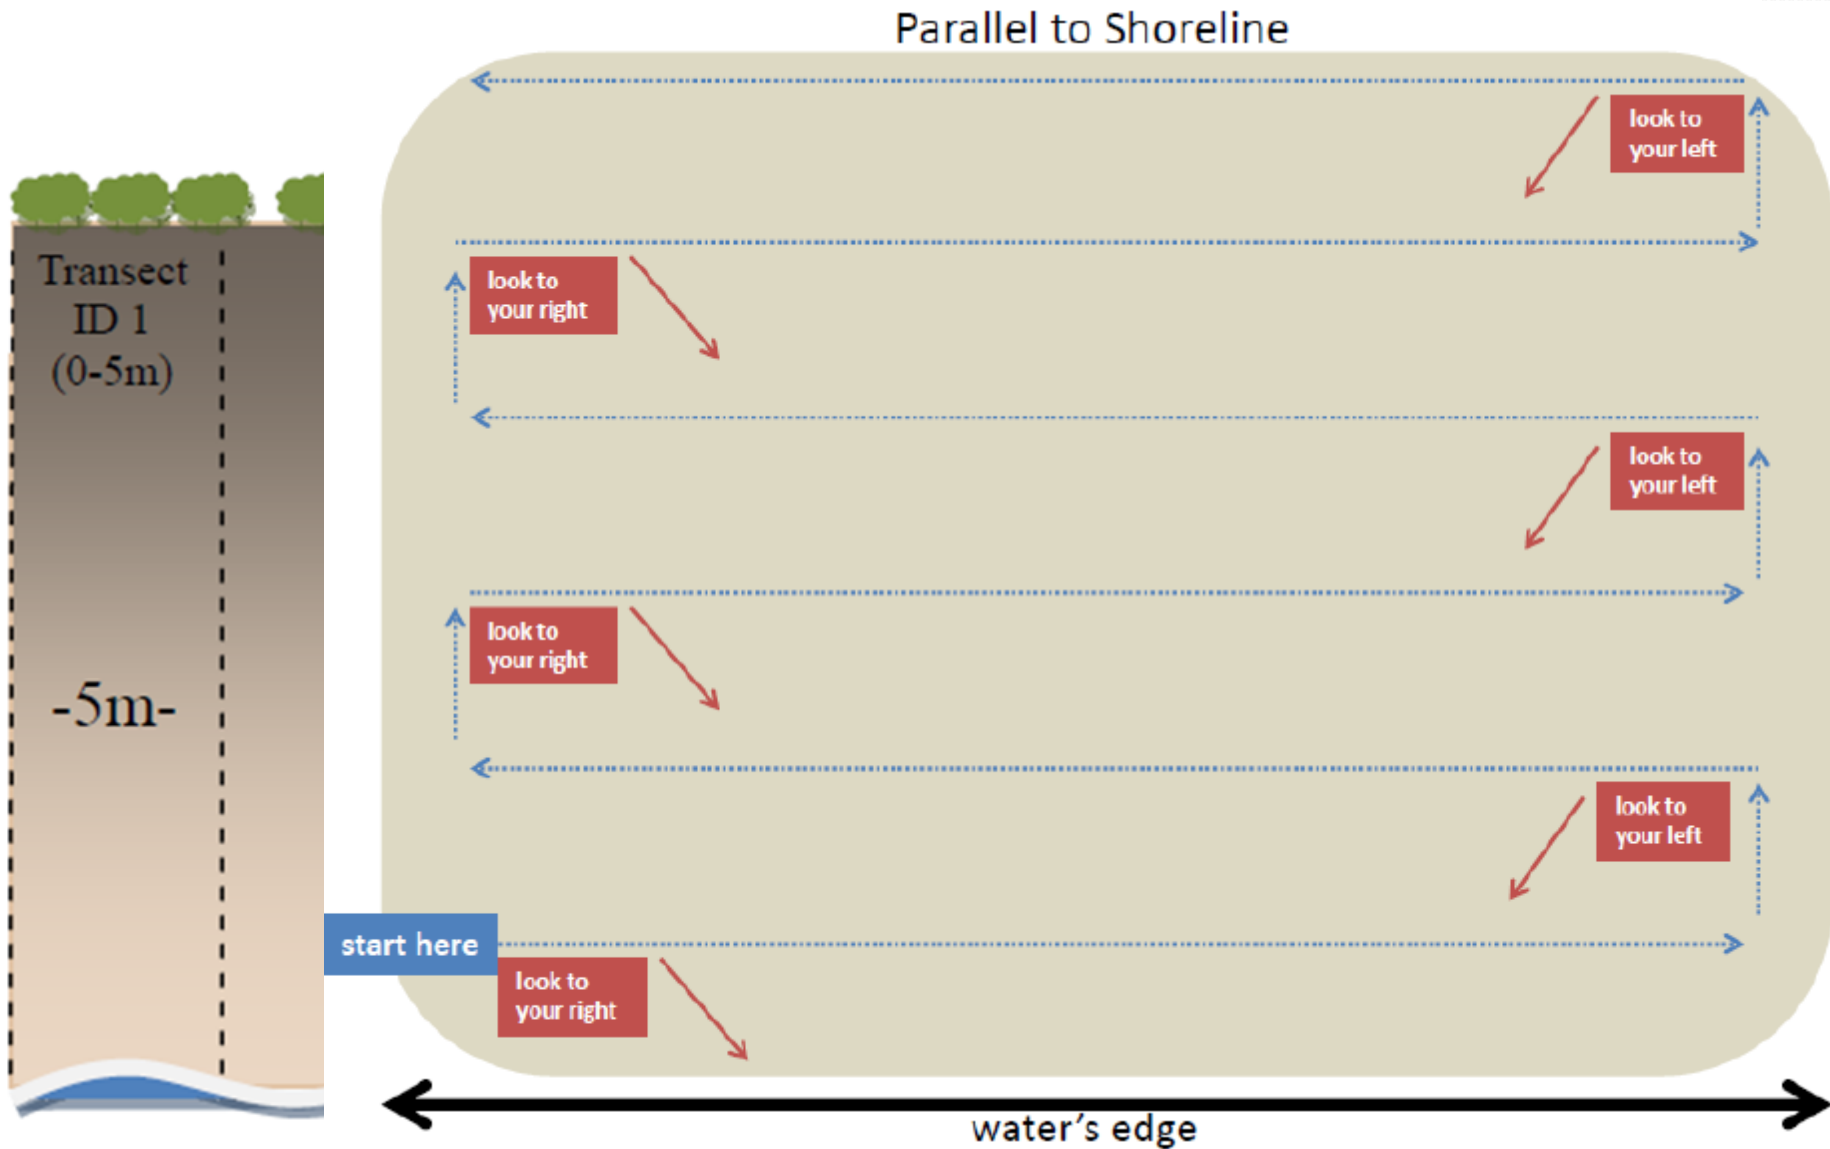 Parallel to Shoreline
look to
your left
Transect
ID 1
(0-5m)
look to
your right
look to
your left
look to
your right
-5m-
look to
your left
start here
look to
your right
water's edge